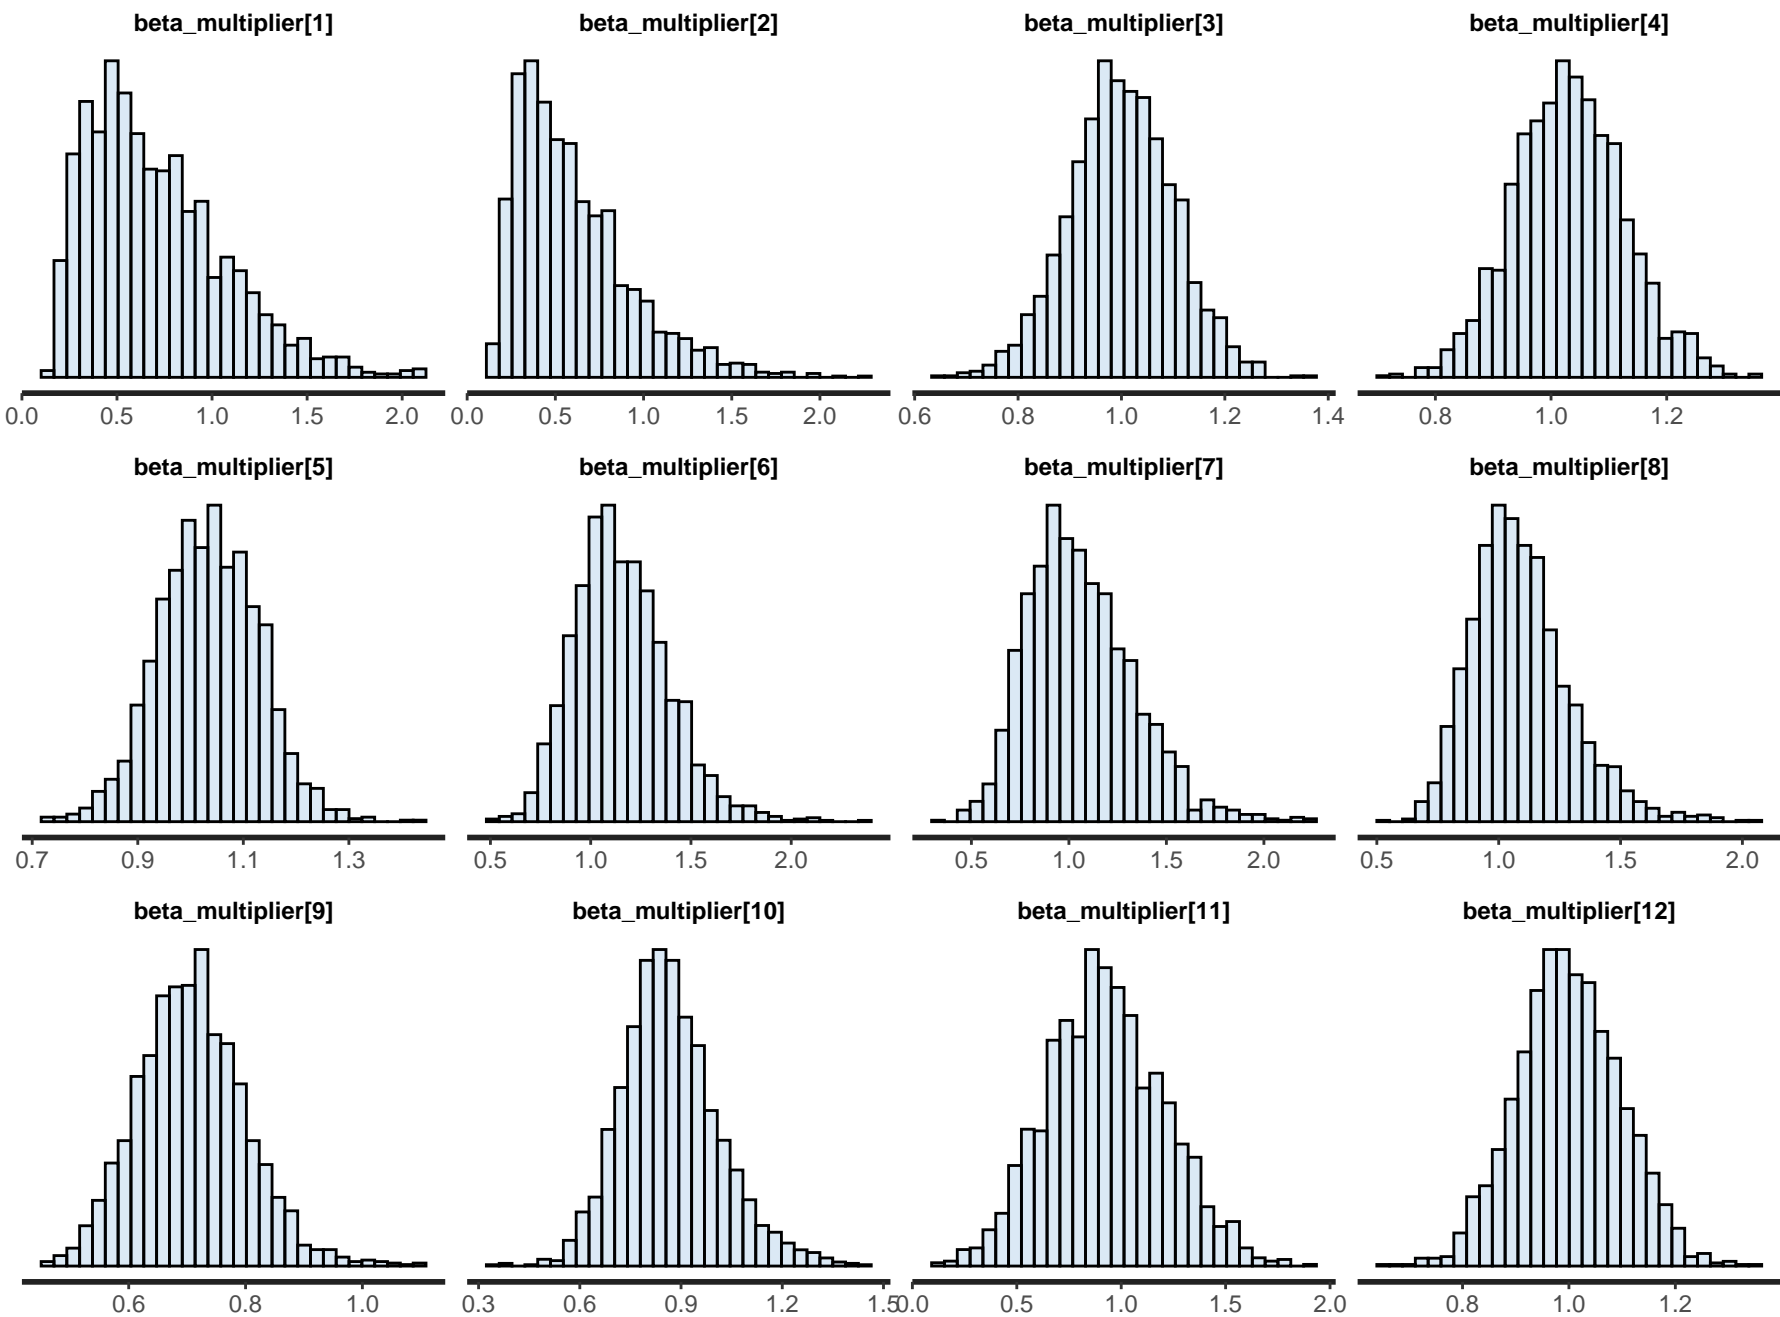 beta_multiplier[1] beta_multiplier[2] beta_multiplier[3] beta_multiplier[4]
0.0 0.5 1.0 1.5 2.0 0.0 0.5 1.0 1.5 2.0 0.6 0.8 1.0 1.2 1.4 0.8 1.0 1.2
beta_multiplier[5] beta_multiplier[6] beta_multiplier[7] beta_multiplier[8]
0.7 0.9 1.1 1.3 0.5 1.0 1.5 2.0 0.5 1.0 1.5 2.0 0.5 1.0 1.5 2.0
beta_multiplier[9] beta_multiplier[10] beta_multiplier[11] beta_multiplier[12]
0.6 0.8 1.0 0.3 0.6 0.9 1.2 1.5 0.0 0.5 1.0 1.5 2.0 0.8 1.0 1.2